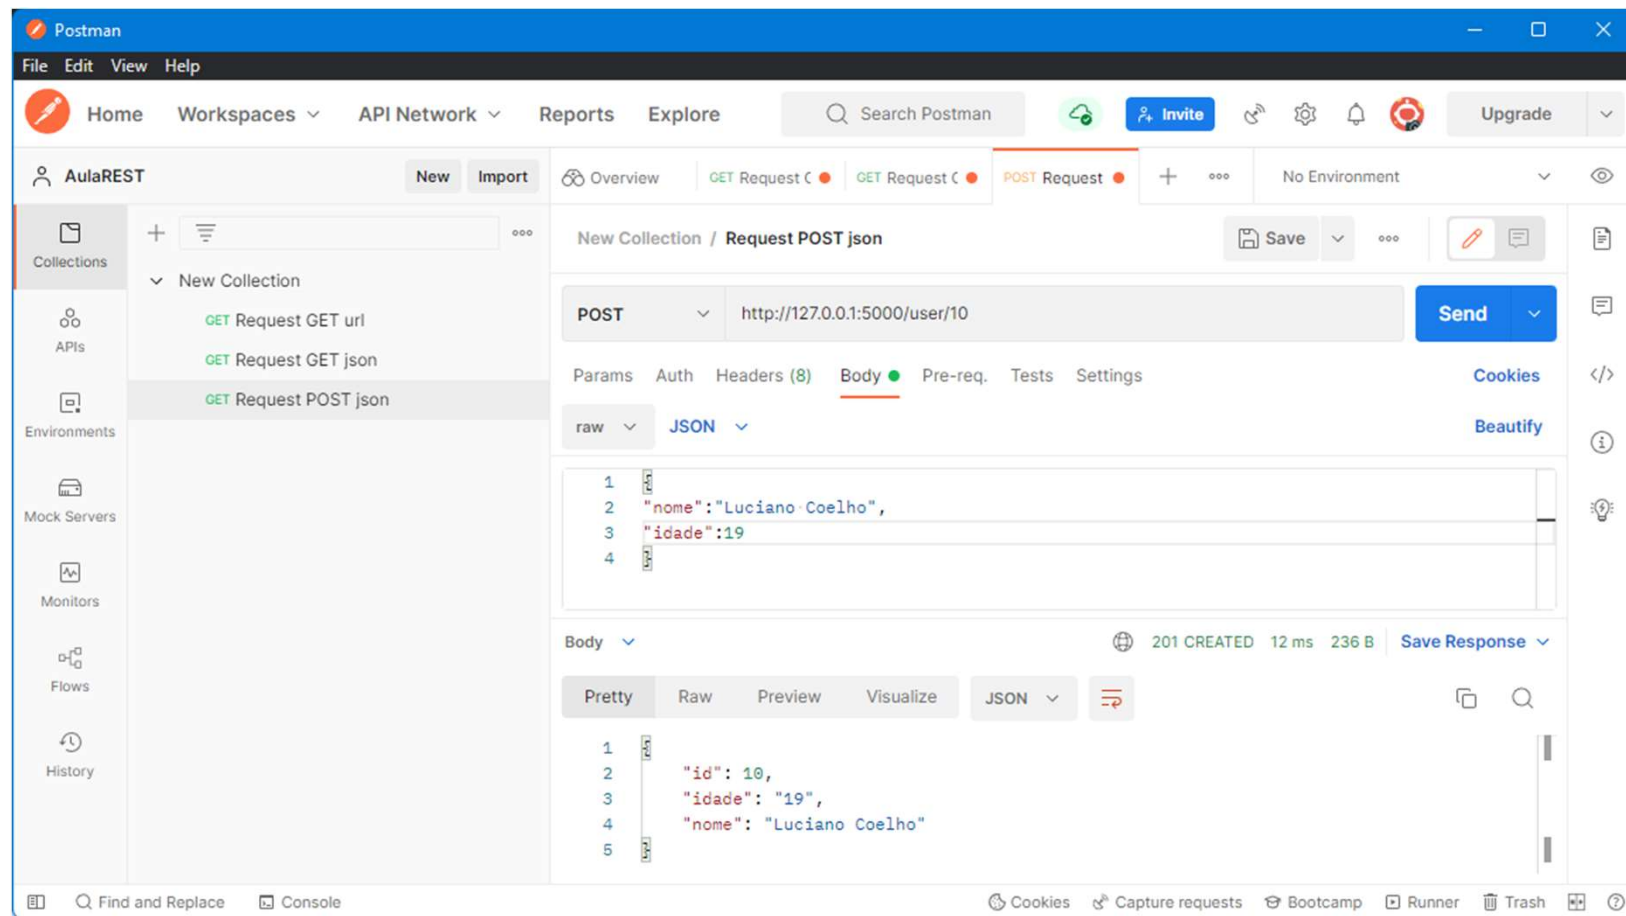 Postman
File Edit View Help
Home Workspaces API Network Reports Explore Search Postman Invite Upgrade
AulaREST New Import Overview GET Request ( GET Request ( POST Request No Environment
Collections
New Collection / Request POST json Save
New Collection
GET Request GET url
GET Request GET json
GET Request POST json
APIs
Environments
Mock Servers
Monitors
Flows
History
POST http://127.0.0.1:5000/user/10 Send
Params Auth Headers (8) Body Pre-req. Tests Settings Cookies
raw JSON Beautify
1 {
2 "nome":"Luciano Coelho",
3 "idade":19
4 }
Body 201 CREATED 12 ms 236 B Save Response
Pretty Raw Preview Visualize JSON
1 {
2 "id": 10,
3 "idade": "19",
4 "nome": "Luciano Coelho"
5 }
Find and Replace Console Cookies Capture requests Bootcamp Runner Trash